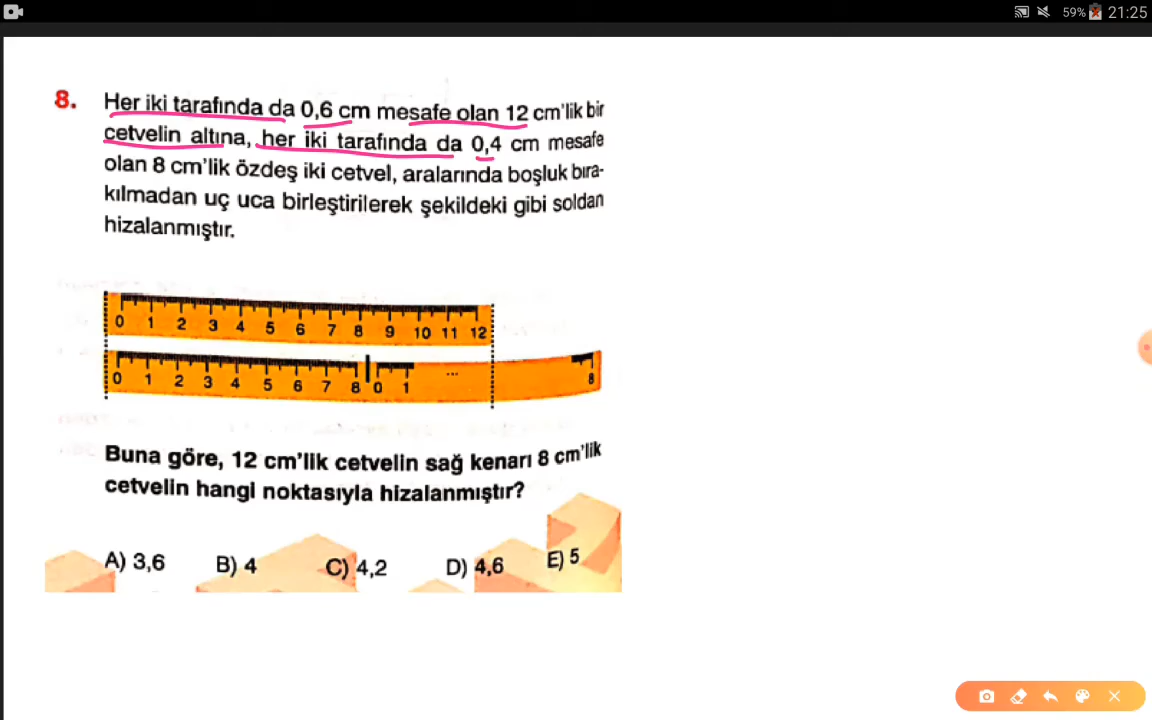 59% 21:25
8. Her iki tarafında da 0,6 cm mesafe olan 12 cm'lik bir
cetvelin altına, her iki tarafında da 0,4 cm mesafe
olan 8 cm'lik özdeş iki cetvel, aralarında boşluk bıra-
kılmadan uç uca birleştirilerek şekildeki gibi soldan
hizalanmıştır.
0 1 2 3 4 5 6 7 8 9 10 11 12
0 1 2 3 4 5 6 7 8 0 1 ... 8
Buna göre, 12 cm'lik cetvelin sağ kenarı 8 cm'lik
cetvelin hangi noktasıyla hizalanmıştır?
A) 3,6 B) 4 C) 4,2 D) 4,6 E) 5